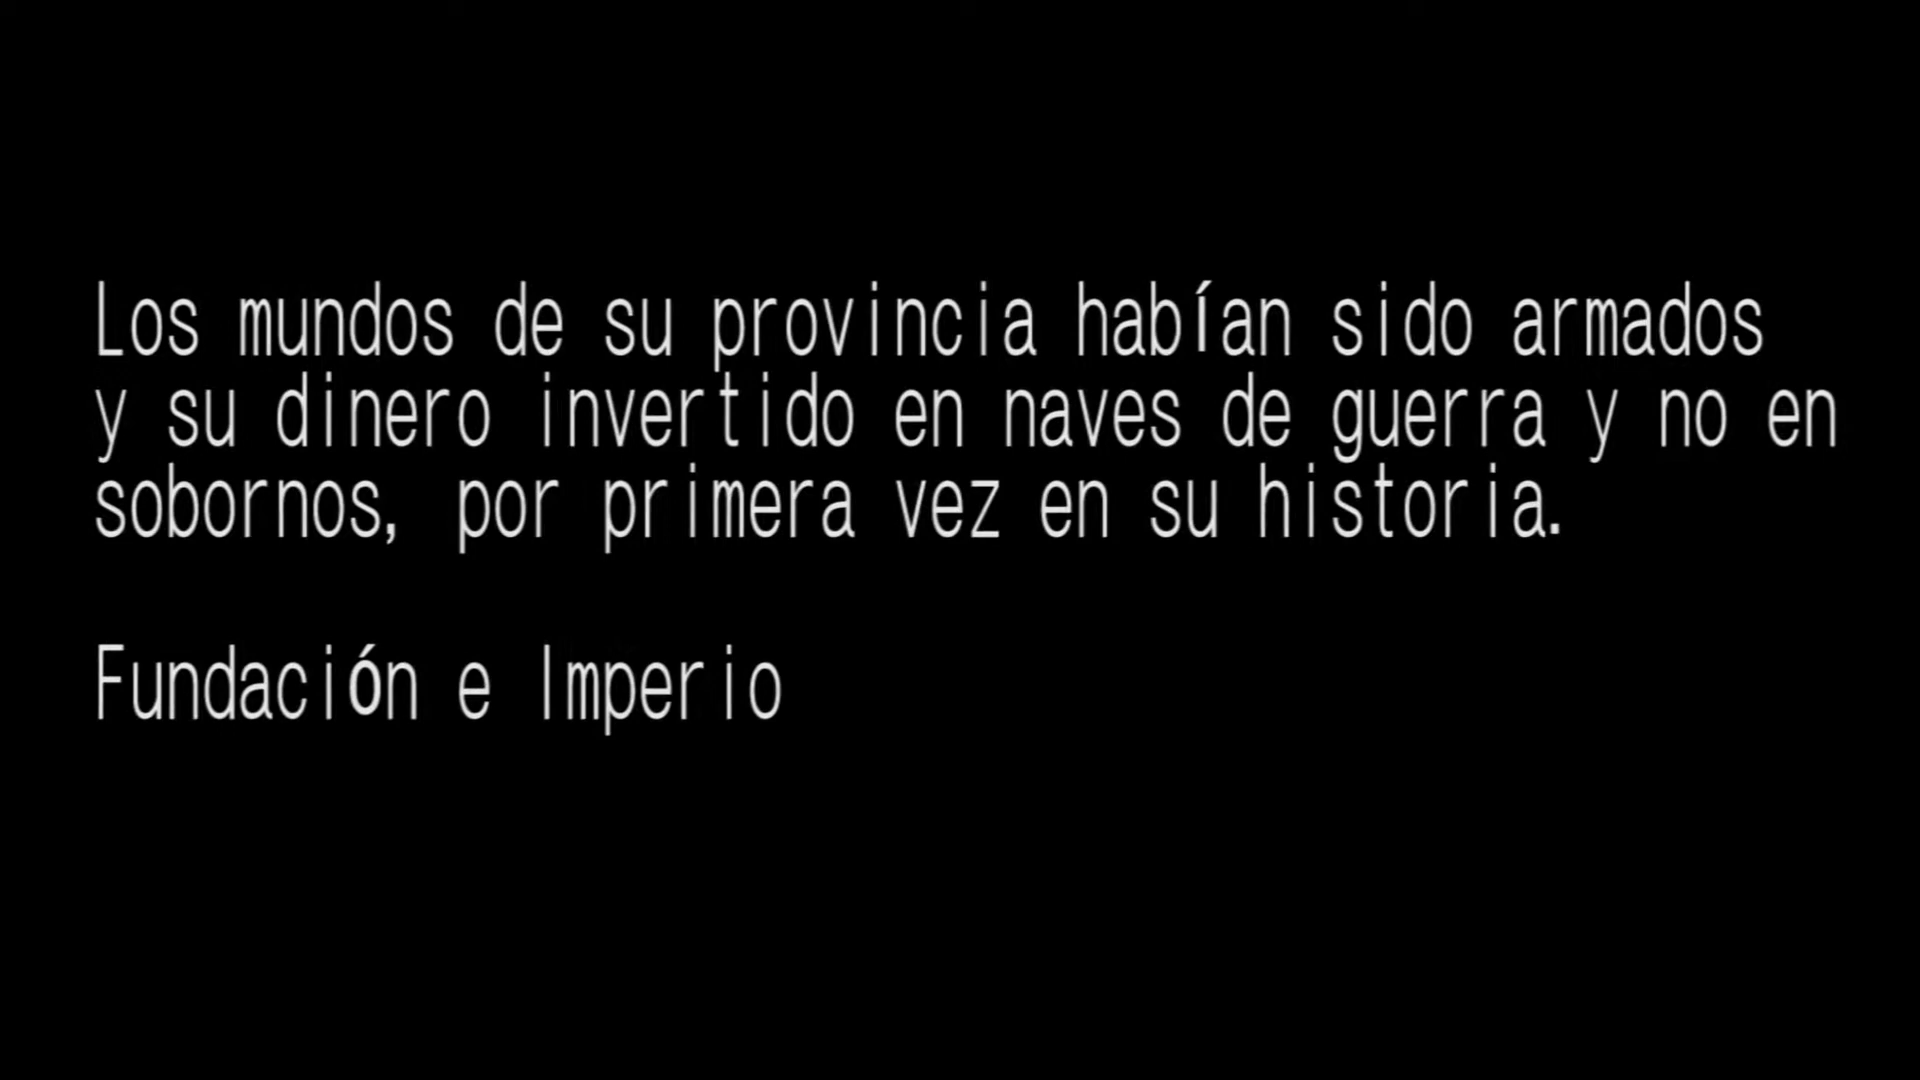 Los mundos de su provincia habían sido armados
y su dinero invertido en naves de guerra y no en
sobornos, por primera vez en su historia.
Fundación e Imperio